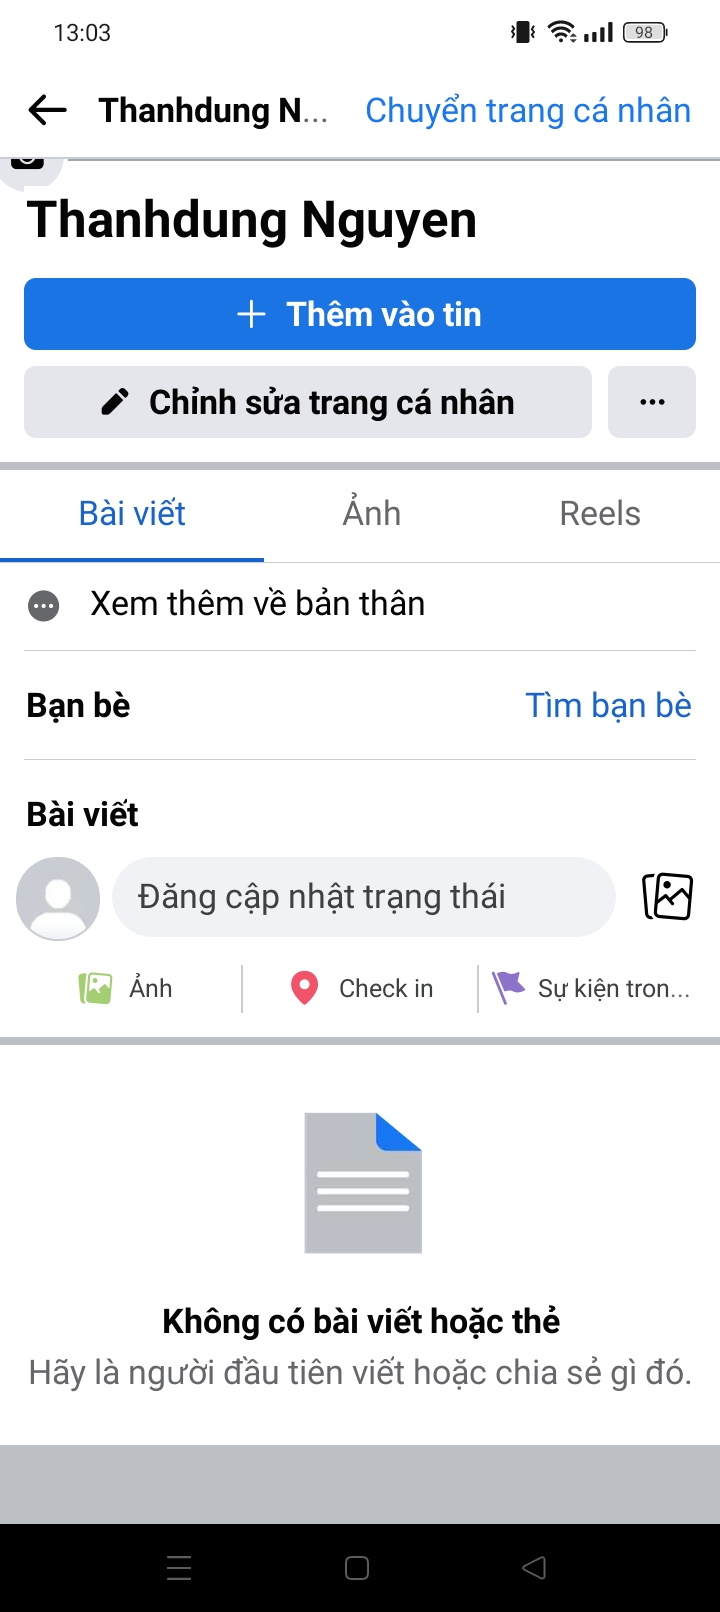 13:03
98
Thanhdung N...
Chuyển trang cá nhân
Thanhdung Nguyen
Thêm vào tin
Chỉnh sửa trang cá nhân
Bài viết
Ảnh
Reels
Xem thêm về bản thân
Bạn bè
Tìm bạn bè
Bài viết
Đăng cập nhật trạng thái
Ảnh
Check in
Sự kiện tron...
Không có bài viết hoặc thẻ
Hãy là người đầu tiên viết hoặc chia sẻ gì đó.